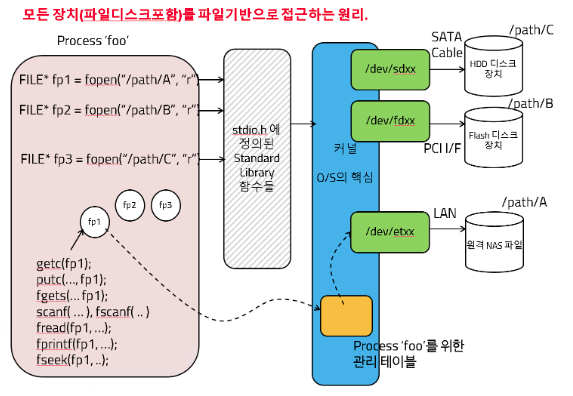 모든 장치(파일디스크포함)를 파일기반으로 접근하는 원리.
Process ‘foo’
FILE* fp1 = fopen(“/path/A”, “r”)
FILE* fp2 = fopen(“/path/B”, “r”)
FILE* fp3 = fopen(“/path/C”, “r”)
fp1
fp2
fp3
getc(fp1);
putc(..., fp1);
fgets(... fp1);
scanf( ... ), fscanf( .. )
fread(fp1, ...);
fprintf(fp1, ...);
fseek(fp1, ..);
stdio.h 에
정의된
Standard
Library
함수들
커널
O/S의 핵심
/dev/sdxx
/dev/fdxx
/dev/etxx
Process ‘foo’를 위한
관리 테이블
SATA
Cable
PCI I/F
LAN
/path/C
HDD 디스크
장치
/path/B
Flash 디스크
장치
/path/A
원격 NAS 파일